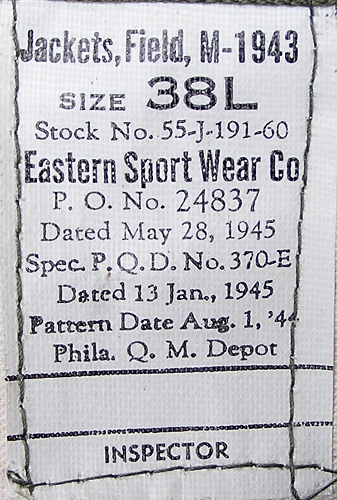 Jackets, Field, M-1943
SIZE 38L
Stock No. 55-J-191-60
Eastern Sport Wear Co.
P. O. No. 24837
Dated May 28, 1945
Spec. P. Q. D. No. 370-E
Dated 13 Jan., 1945
Pattern Date Aug. 1, '44
Phila. Q. M. Depot
INSPECTOR